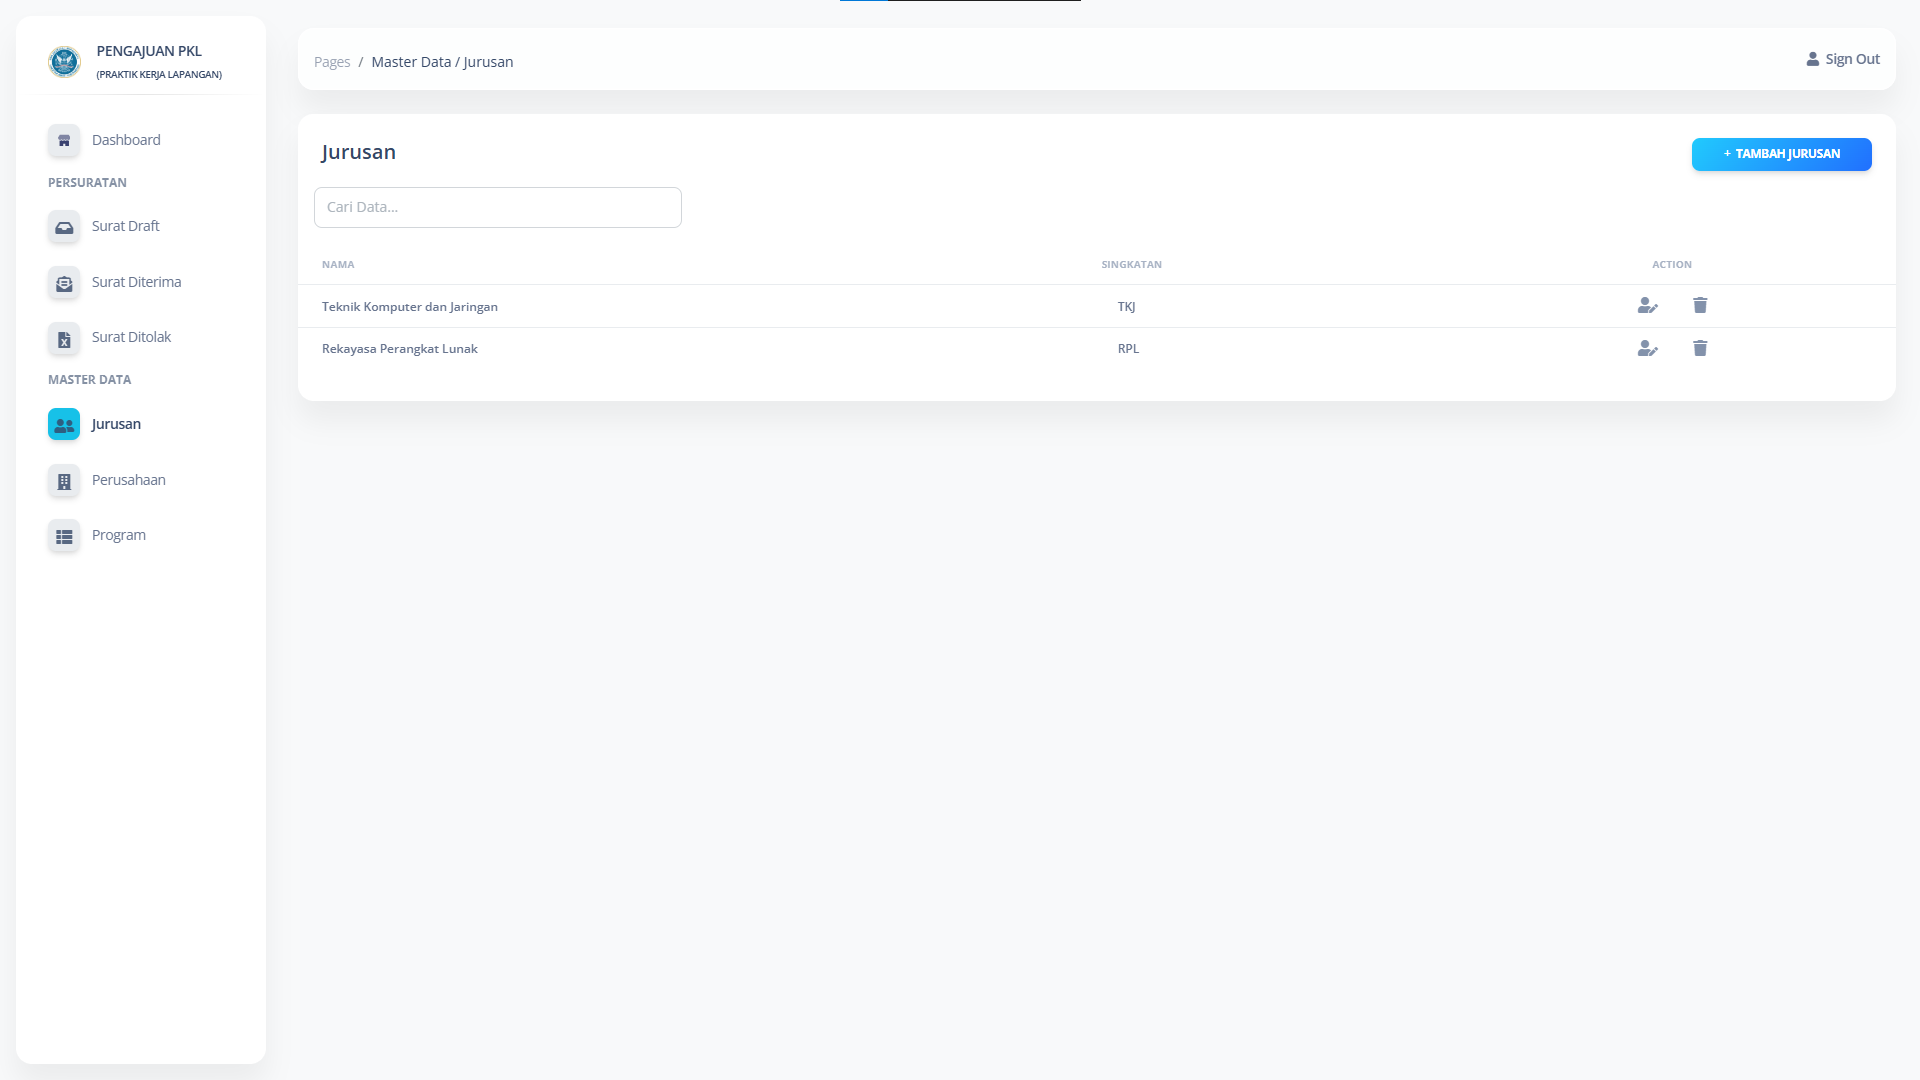 PENGAJUAN PKL
(PRAKTIK KERJA LAPANGAN)
Dashboard
PERSURATAN
Surat Draft
Surat Diterima
Surat Ditolak
MASTER DATA
Jurusan
Perusahaan
Program
Pages / Master Data / Jurusan
Sign Out
Jurusan
+ TAMBAH JURUSAN
Cari Data...
NAMA SINGKATAN ACTION
Teknik Komputer dan Jaringan TKJ
Rekayasa Perangkat Lunak RPL